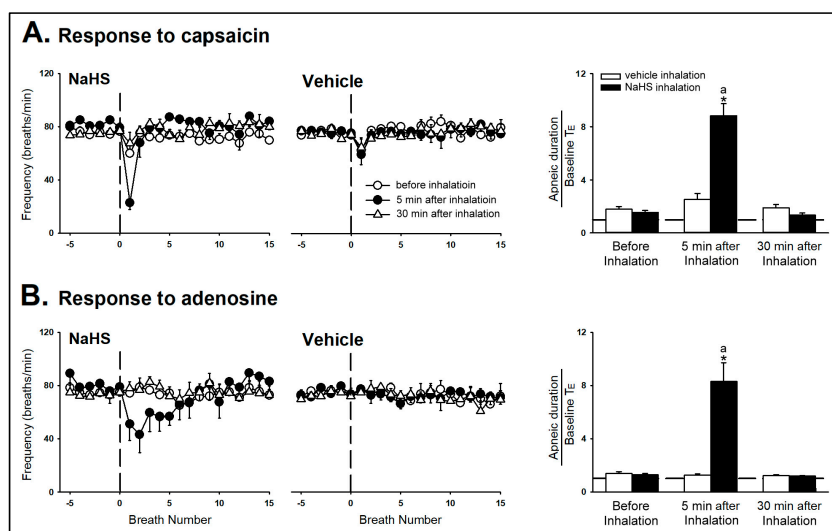 A. Response to capsaicin
NaHS
Vehicle
Frequency (breaths/min)
120
80
40
0
-5 0 5 10 15
-5 0 5 10 15
before inhalatioin
5 min after inhalatioin
30 min after inhalation
vehicle inhalation
NaHS inhalation
Apneic duration
Baseline TE
12
8
4
0
a
*
Before
Inhalation
5 min after
Inhalation
30 min after
Inhalation
B. Response to adenosine
NaHS
Vehicle
Frequency (breaths/min)
120
80
40
0
-5 0 5 10 15
-5 0 5 10 15
Breath Number
Breath Number
Apneic duration
Baseline TE
12
8
4
0
a
*
Before
Inhalation
5 min after
Inhalation
30 min after
Inhalation